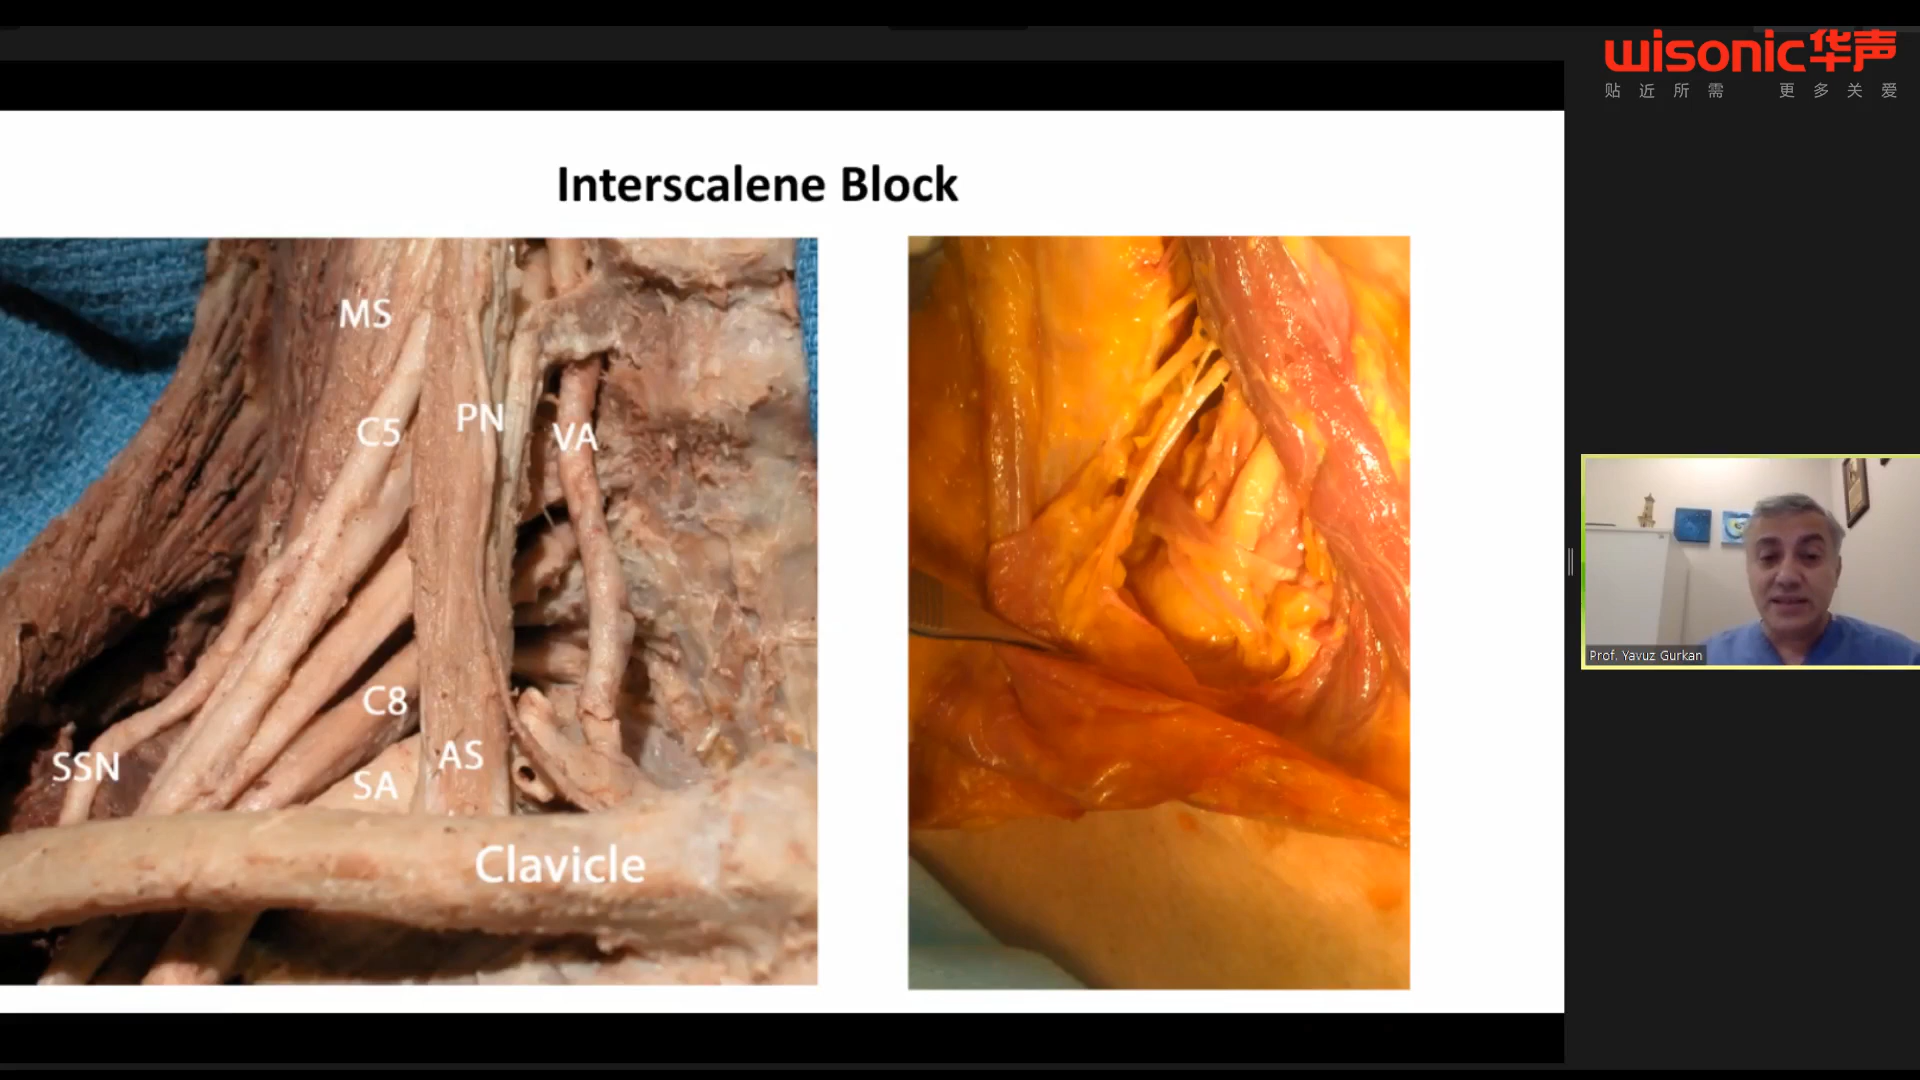 wisonic华声
贴近所需 更多关爱
Interscalene Block
MS
C5
PN
VA
C8
AS
SSN
SA
Clavicle
Prof. Yavuz Gurkan